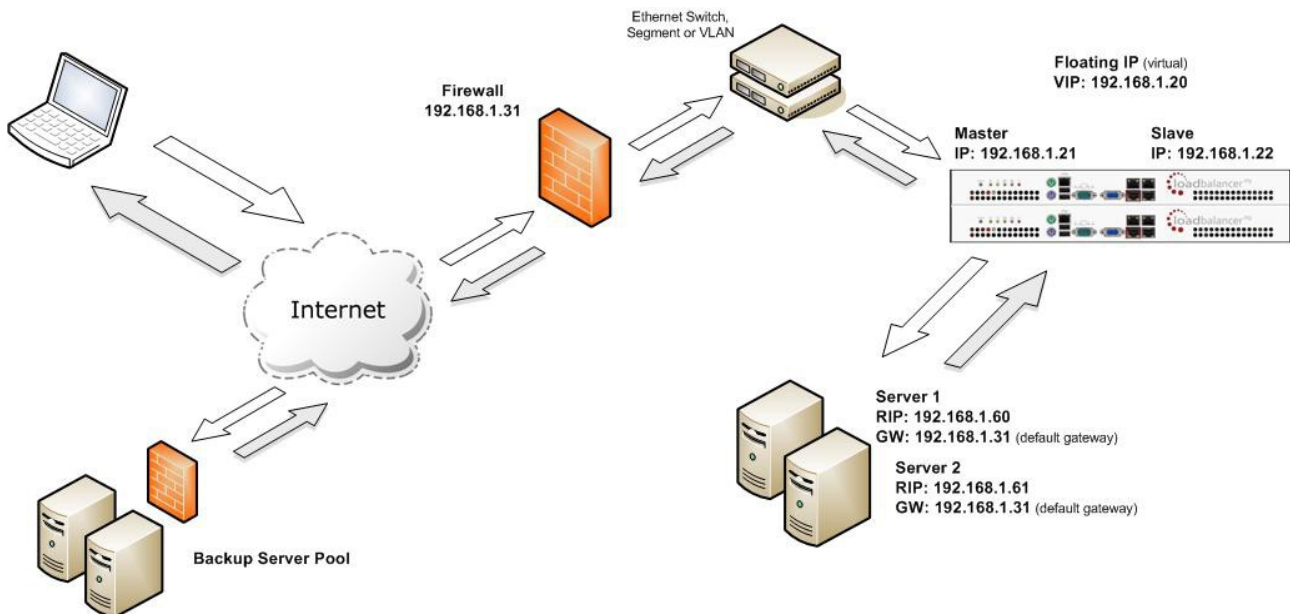 Ethernet Switch,
Segment or VLAN
Floating IP (virtual)
VIP: 192.168.1.20
Firewall
192.168.1.31
Master
IP: 192.168.1.21
Slave
IP: 192.168.1.22
loadbalancer.org
loadbalancer.org
Internet
Server 1
RIP: 192.168.1.60
GW: 192.168.1.31 (default gateway)
Server 2
RIP: 192.168.1.61
GW: 192.168.1.31 (default gateway)
Backup Server Pool